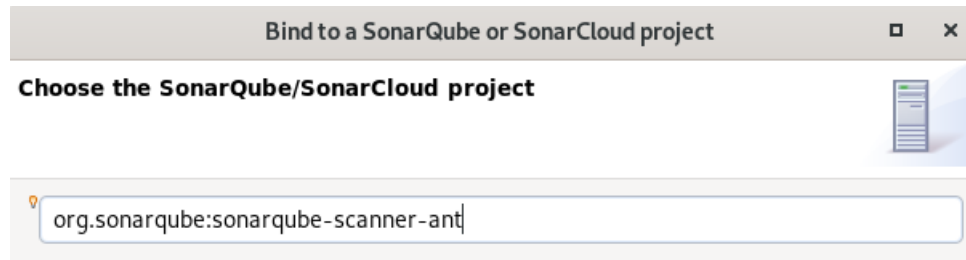 Bind to a SonarQube or SonarCloud project
Choose the SonarQube/SonarCloud project
org.sonarqube:sonarqube-scanner-ant